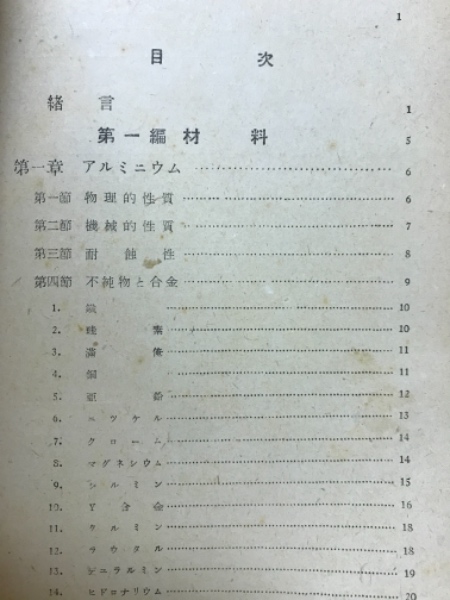 1
目次
緒言 1
第一編材料 5
第一章 アルミニウム 6
第一節 物理的性質 6
第二節 機械的性質 7
第三節 耐蝕性 8
第四節 不純物と合金 9
1. 鐵 10
2. 硅素 10
3. 滿俺 11
4. 銅 11
5. 亜鉛 12
6. ニツケル 13
7. クローム 14
8. マグネシウム 14
9. シルミン 15
10. Y合金 16
11. クルミン 18
12. ラウタル 18
13. デュラルミン 19
14. ヒドロナリウム 20